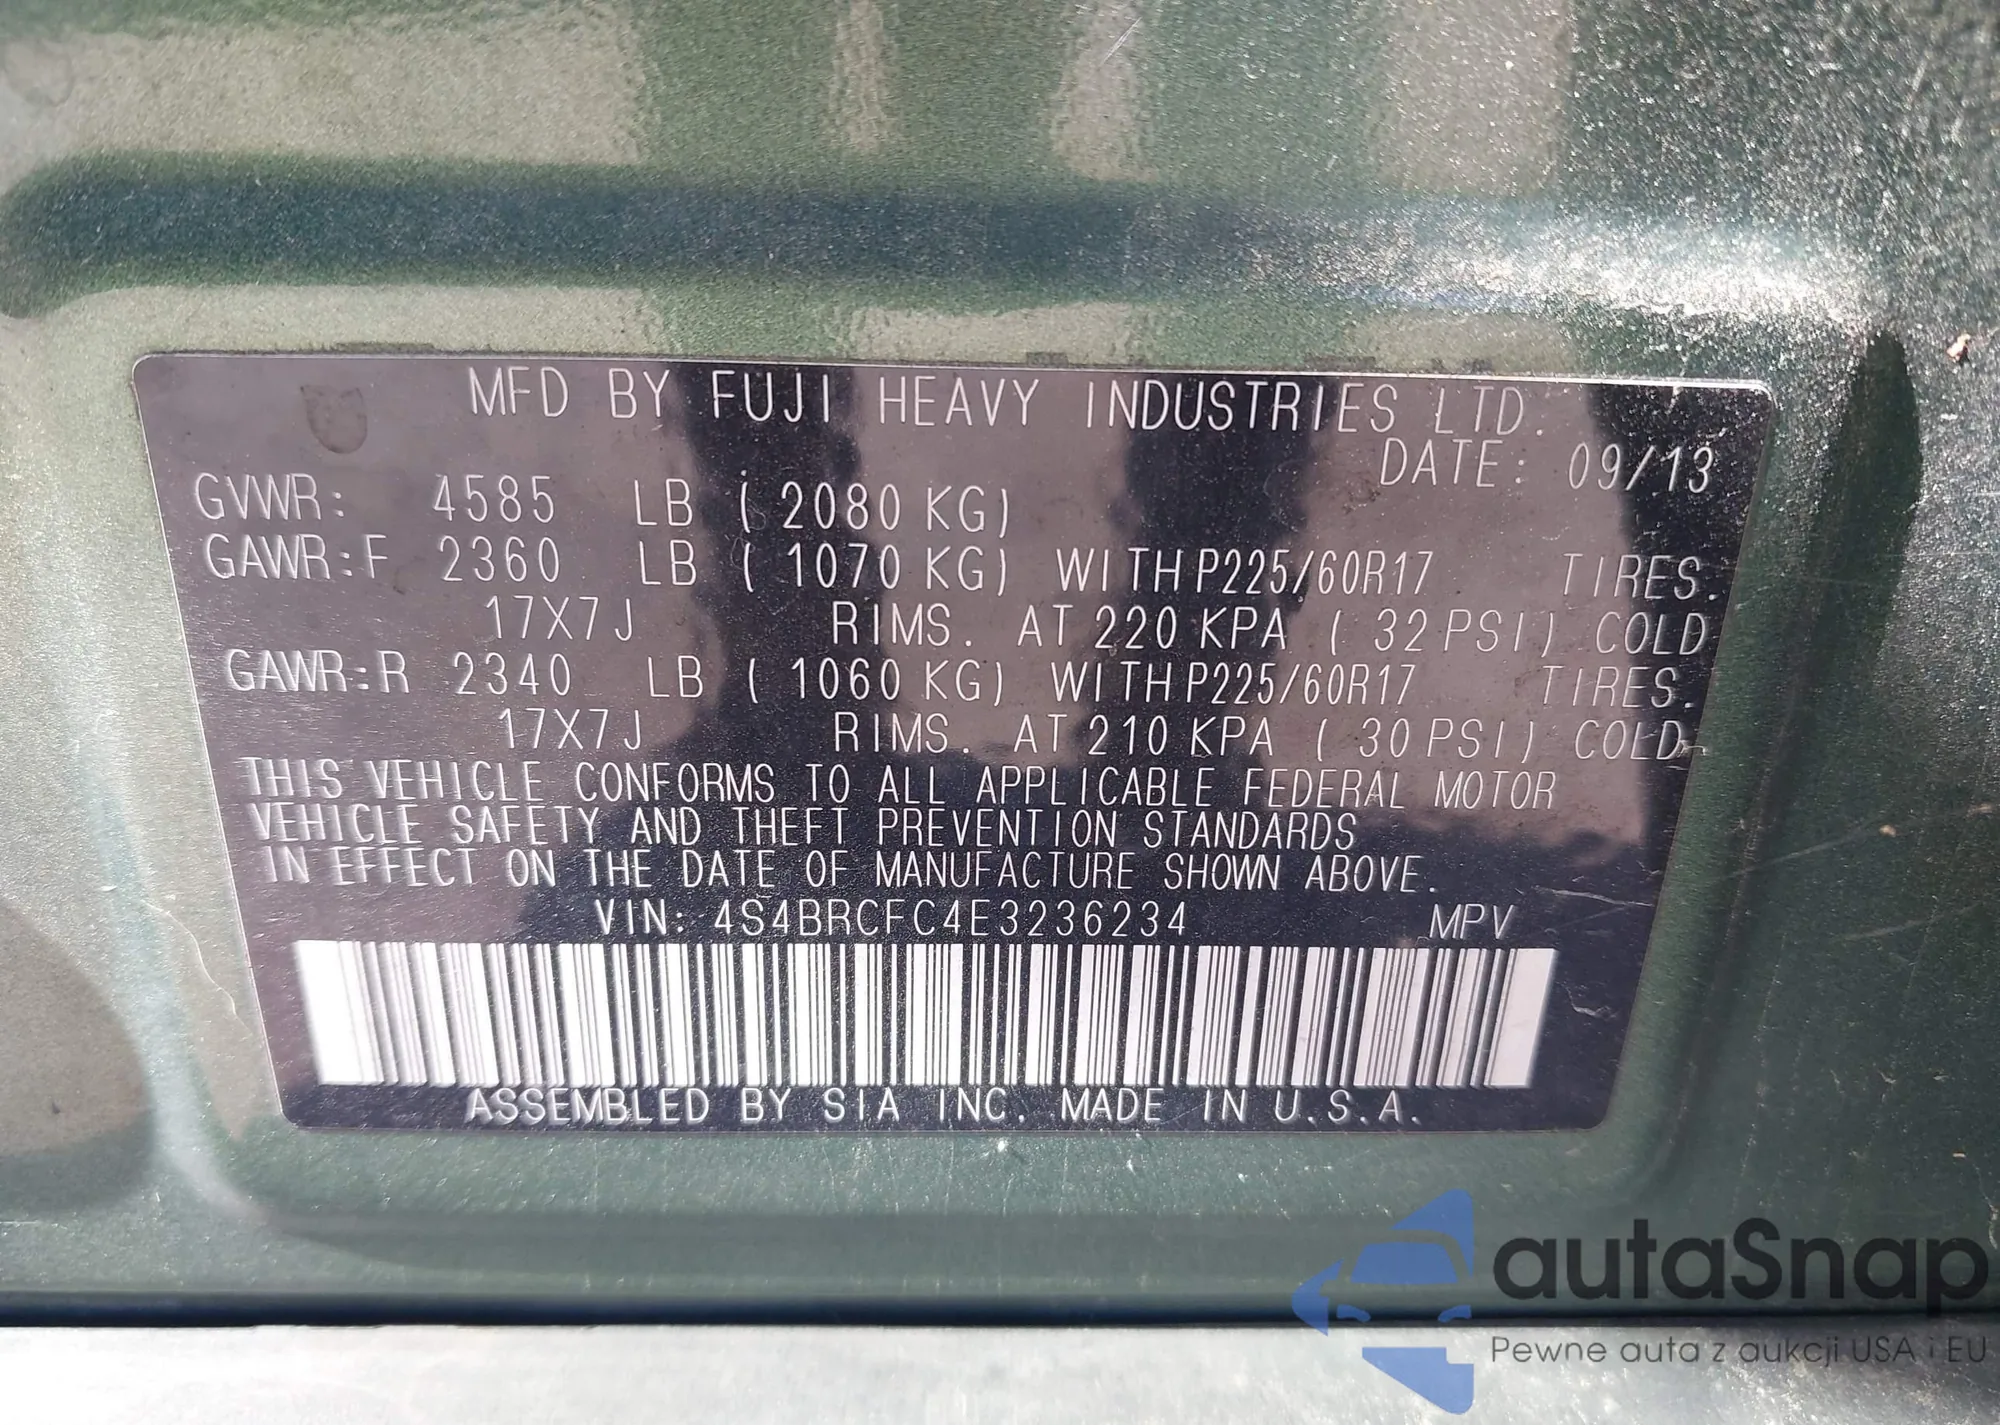 MFD BY FUJI HEAVY INDUSTRIES LTD.
DATE: 09/13
GVWR: 4585 LB ( 2080 KG)
GAWR:F 2360 LB ( 1070 KG) WITH P225/60R17 TIRES.
17X7J RIMS. AT 220 KPA ( 32 PSI) COLD
GAWR:R 2340 LB ( 1060 KG) WITH P225/60R17 TIRES.
17X7J RIMS. AT 210 KPA ( 30 PSI) COLD
THIS VEHICLE CONFORMS TO ALL APPLICABLE FEDERAL MOTOR
VEHICLE SAFETY AND THEFT PREVENTION STANDARDS
IN EFFECT ON THE DATE OF MANUFACTURE SHOWN ABOVE.
VIN: 4S4BRCFC4E3236234 MPV
ASSEMBLED BY SIA INC. MADE IN U.S.A.
autaSnap
Pewne auta z aukcji USA i EU